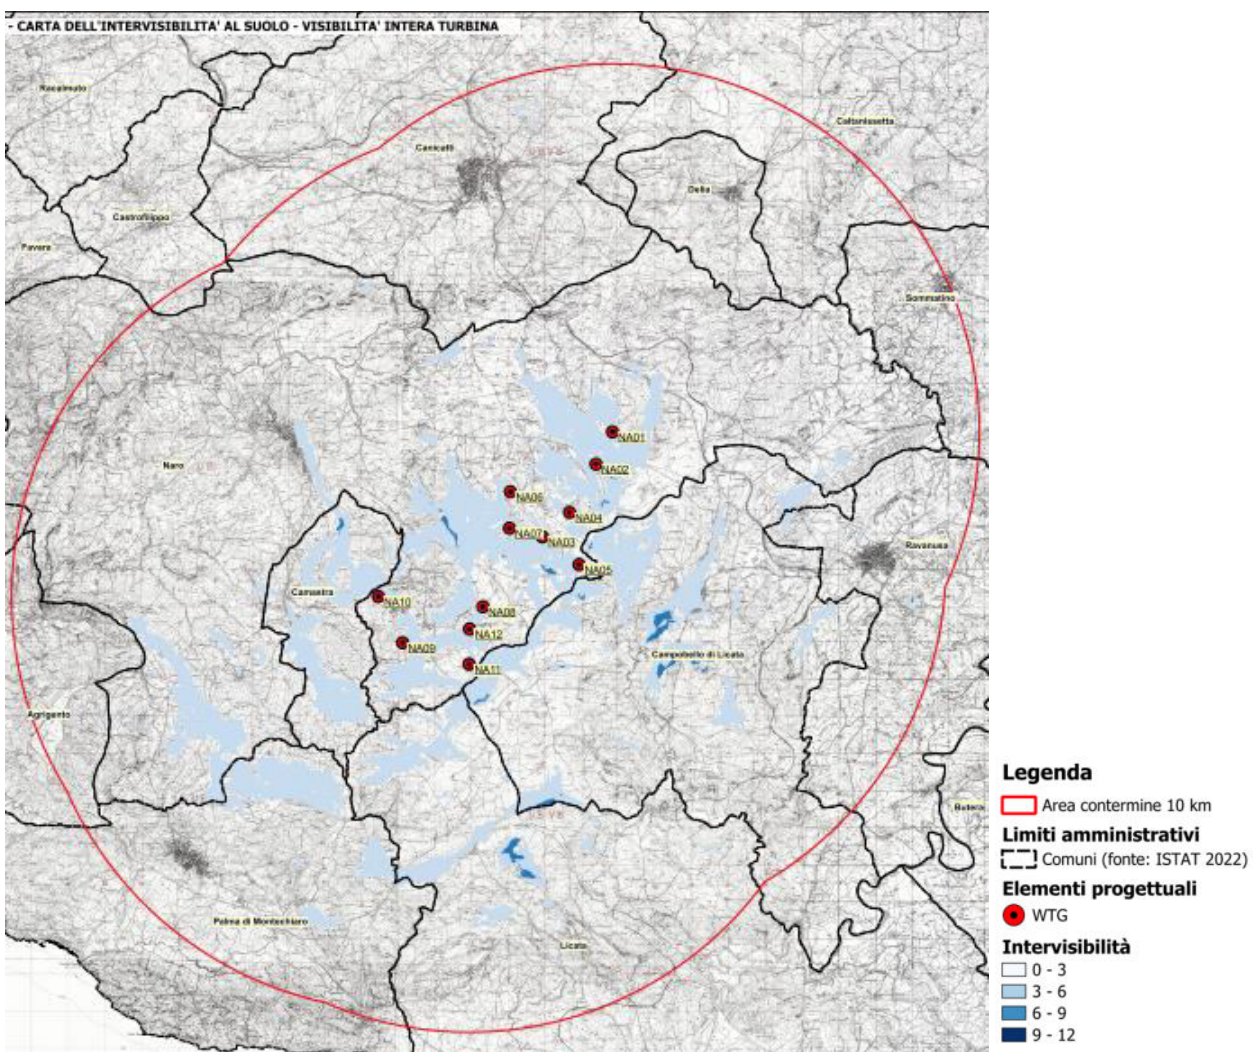 - CARTA DELL'INTERVISIBILITA' AL SUOLO - VISIBILITA' INTERA TURBINA
Racalmuto
Caltanissetta
Canicattì
Delia
Castrofilippo
Favara
Sommatino
NA01
Naro
NA02
NA06
NA04
NA07
NA03
Ravanusa
NA05
Camastra
NA10
NA08
NA12
NA09
Campobello di Licata
NA11
Agrigento
Butera
Palma di Montechiaro
Licata
Legenda
Area contermine 10 km
Limiti amministrativi
Comuni (fonte: ISTAT 2022)
Elementi progettuali
WTG
Intervisibilità
0 - 3
3 - 6
6 - 9
9 - 12